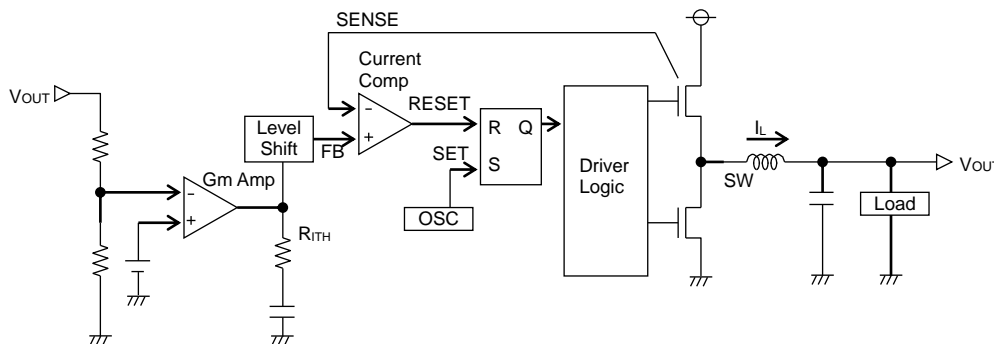 SENSE
Current
Comp
VOUT
RESET
Level
Shift
FB
R Q
S
SET
OSC
Driver
Logic
IL
SW
VOUT
Load
Gm Amp
RITH
-
+
-
+